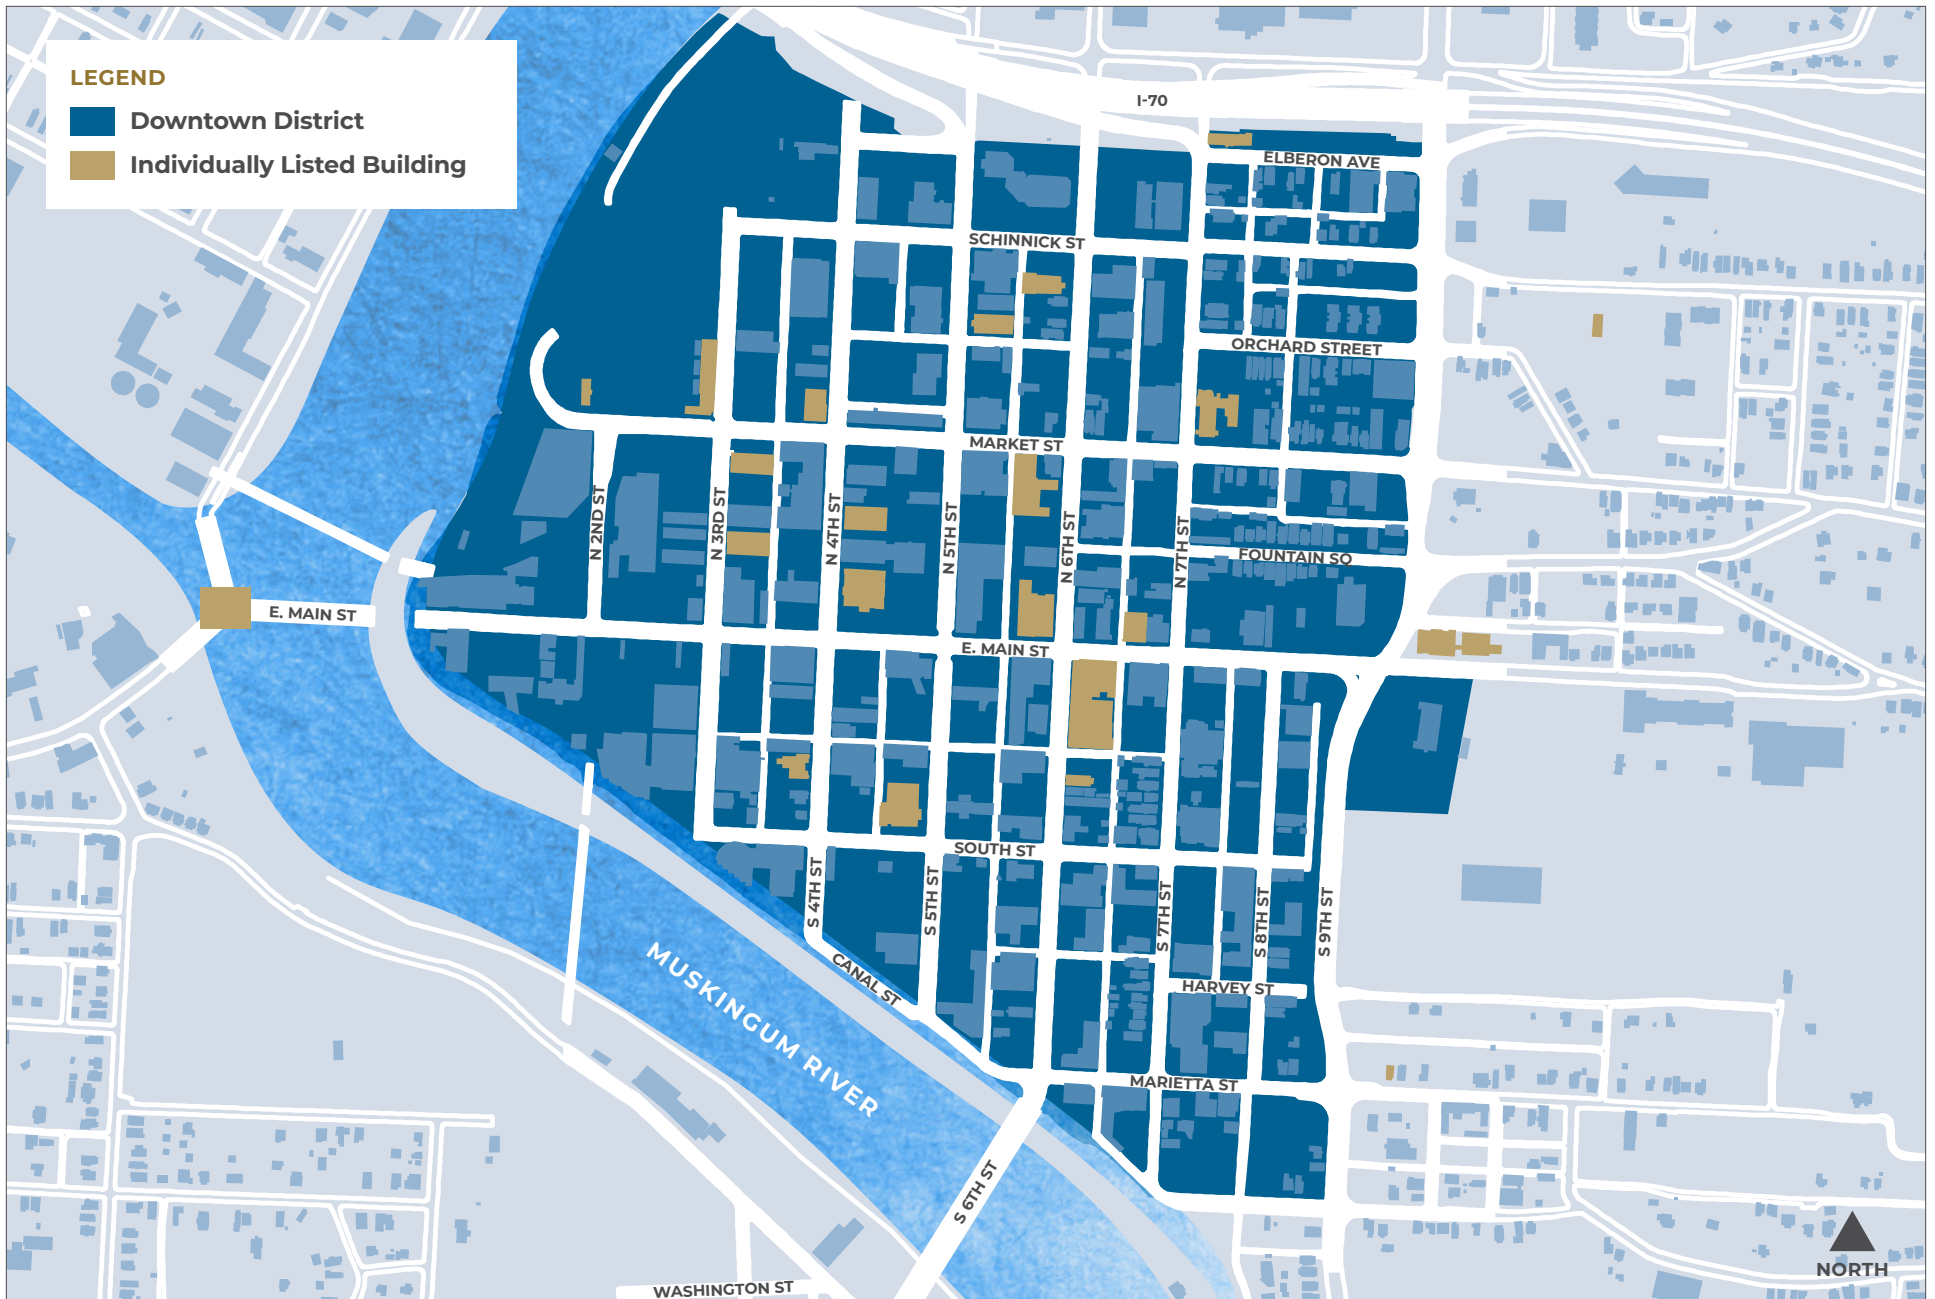 LEGEND
Downtown District
Individually Listed Building
I-70
ELBERON AVE
SCHINNICK ST
ORCHARD STREET
MARKET ST
N 2ND ST
N 3RD ST
N 4TH ST
N 5TH ST
N 6TH ST
N 7TH ST
FOUNTAIN SQ
E. MAIN ST
E. MAIN ST
SOUTH ST
S 4TH ST
S 5TH ST
S 7TH ST
S 8TH ST
S 9TH ST
CANAL ST
HARVEY ST
MUSKINGUM RIVER
MARIETTA ST
S 6TH ST
WASHINGTON ST
NORTH